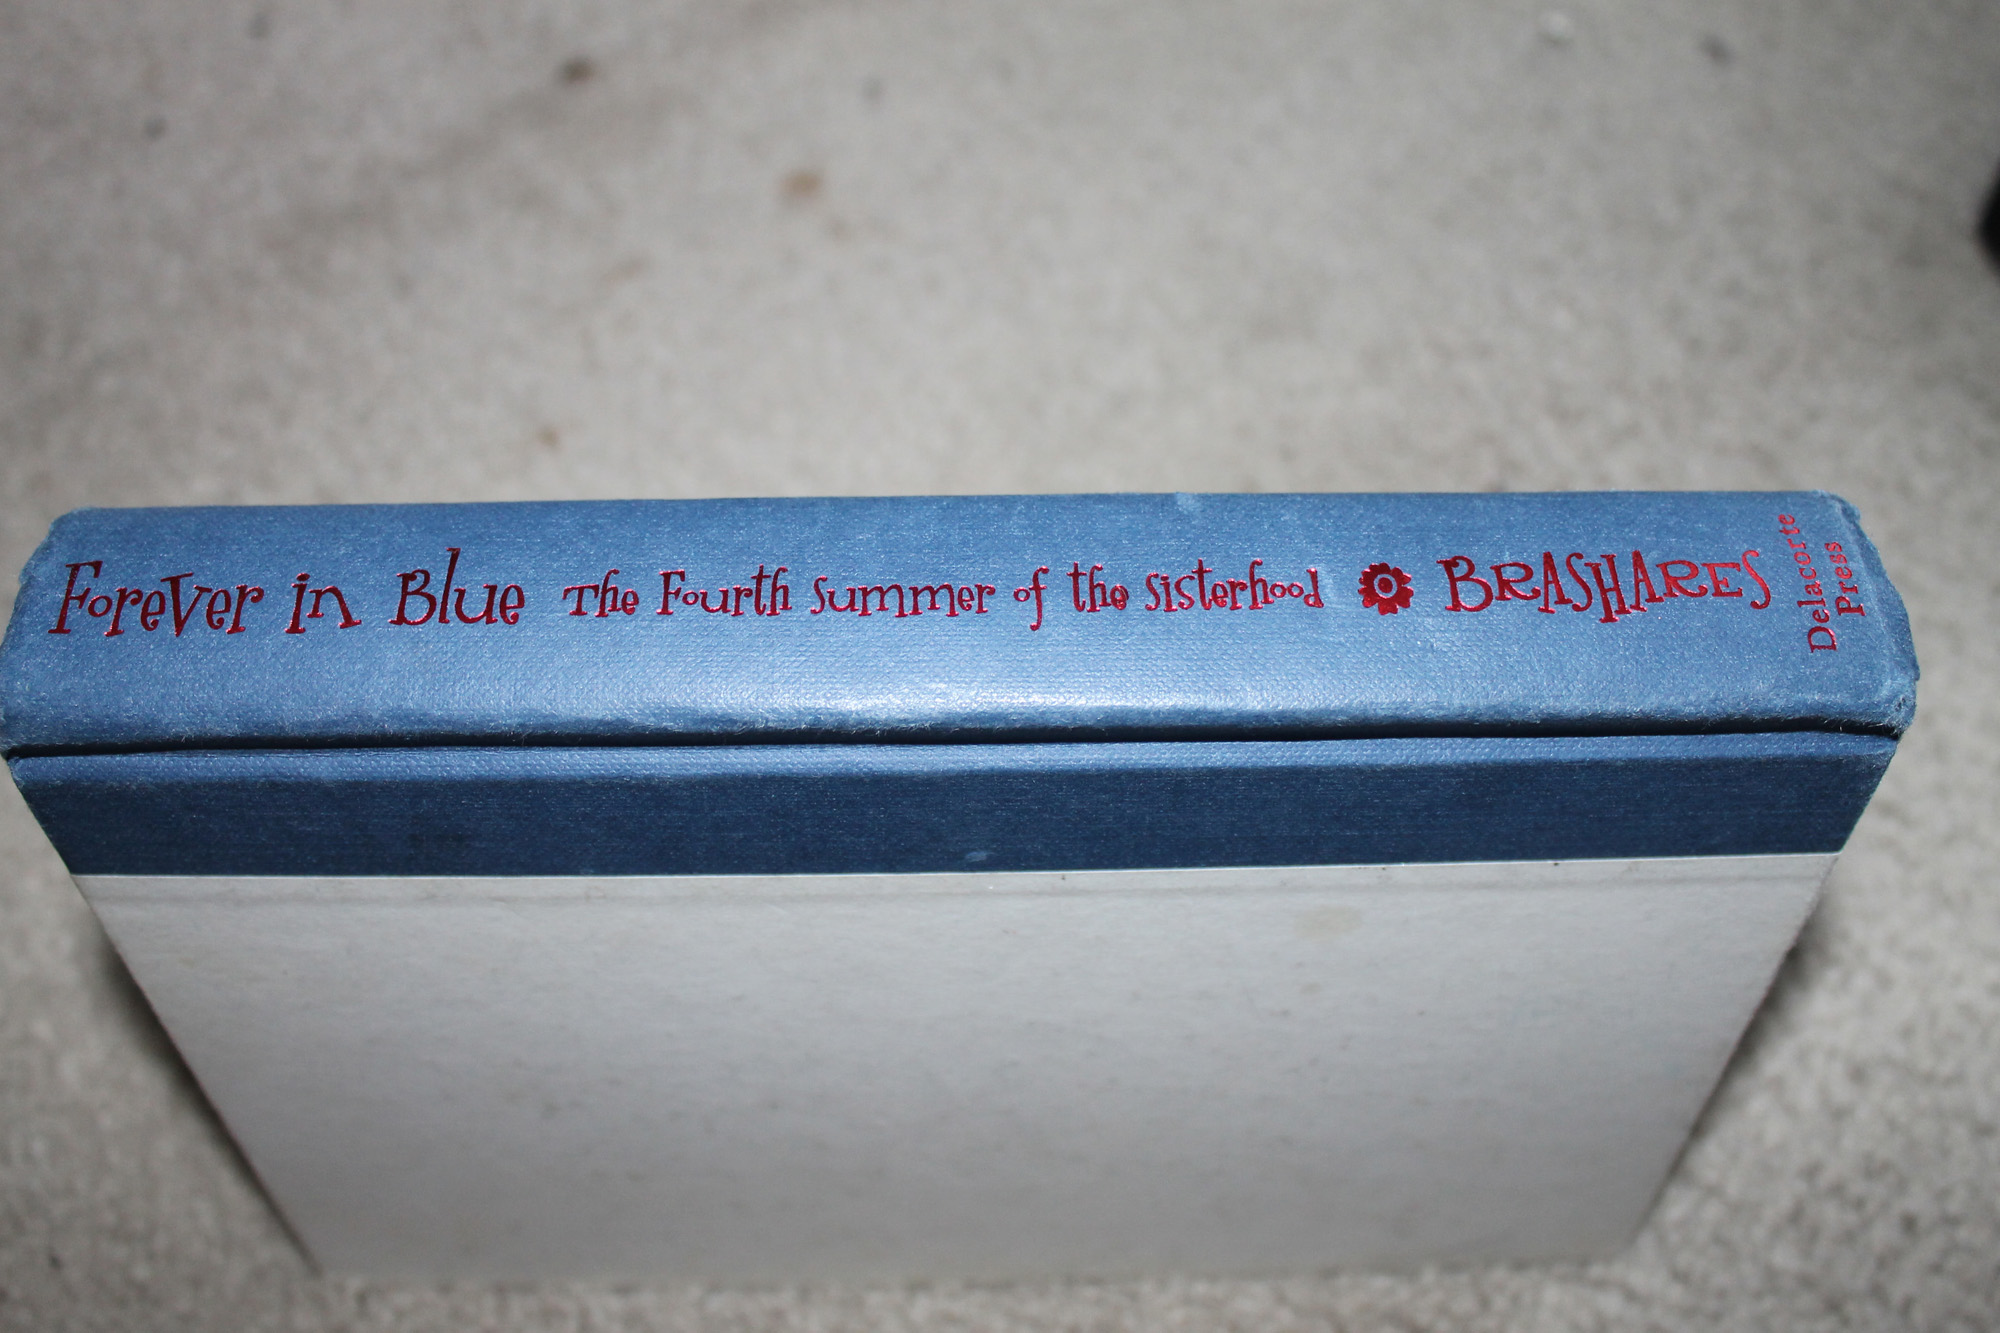 Forever in Blue The Fourth Summer of the Sisterhood BRASHARES
Delacorte
Press